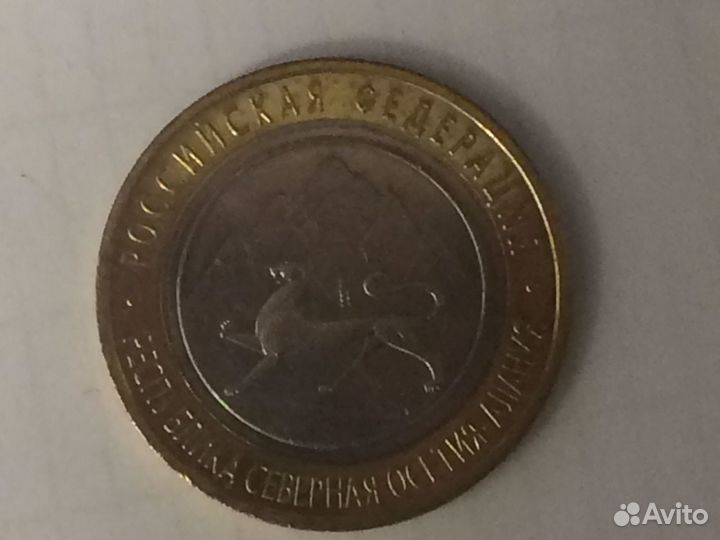 РОССИЙСКАЯ ФЕДЕРАЦИЯ
РЕСПУБЛИКА СЕВЕРНАЯ ОСЕТИЯ-АЛАНИЯ
Avito